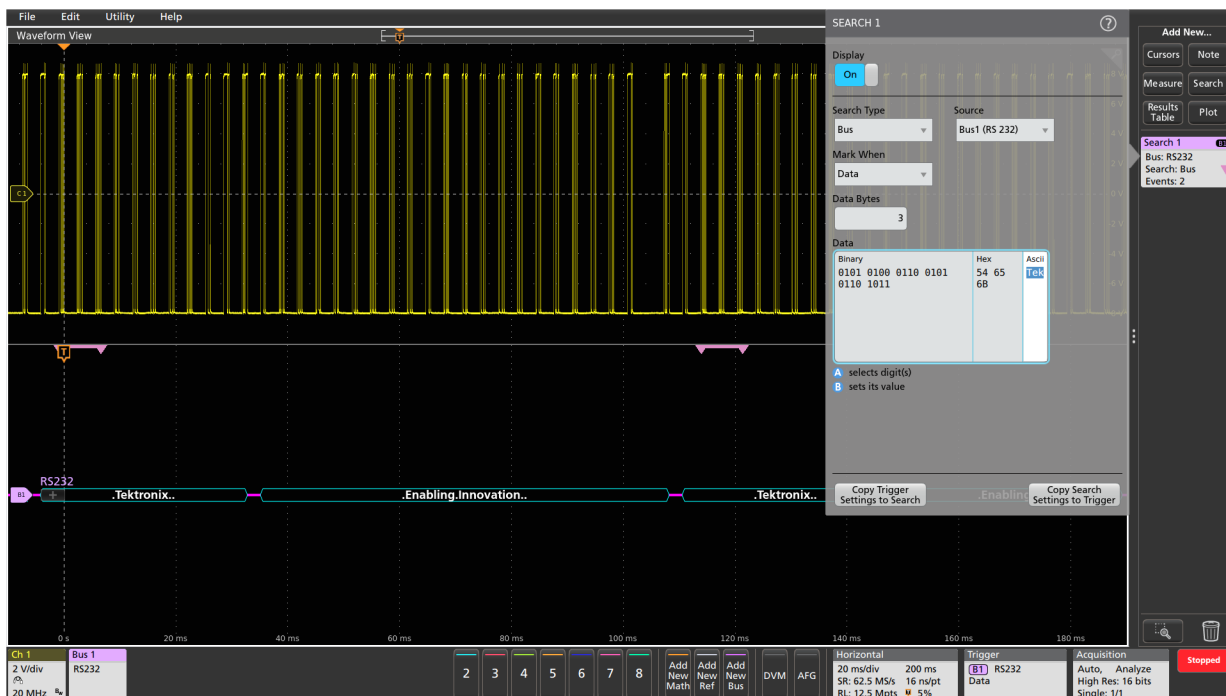 File Edit Utility Help
Waveform View
SEARCH 1
?
Display
On
Search Type Source
Bus Bus1 (RS 232)
Mark When
Data
Data Bytes
3
Data
Binary Hex Ascii
0101 0100 0110 0101 54 65 Tek
0110 1011 6B
A selects digit(s)
B sets its value
Copy Trigger
Settings to Search
Copy Search
Settings to Trigger
Add New...
Cursors Note
Measure Search
Results
Table
Plot
Search 1 B1
Bus: RS232
Search: Bus
Events: 2
T
C1
8 V
6 V
4 V
2 V
0 V
T
RS232
B1 .Tektronix.. .Enabling.Innovation.. .Tektronix.. .Enabling
0 s 20 ms 40 ms 60 ms 80 ms 100 ms 120 ms 140 ms 160 ms 180 ms
Ch 1
2 V/div
20 MHz Bw
Bus 1
RS232
2 3 4 5 6 7 8
Add
New
Math
Add
New
Ref
Add
New
Bus
DVM AFG
Horizontal
20 ms/div 200 ms
SR: 62.5 MS/s 16 ns/pt
RL: 12.5 Mpts 5%
Trigger
B1 RS232
Data
Acquisition
Auto, Analyze
High Res: 16 bits
Single: 1/1
Stopped